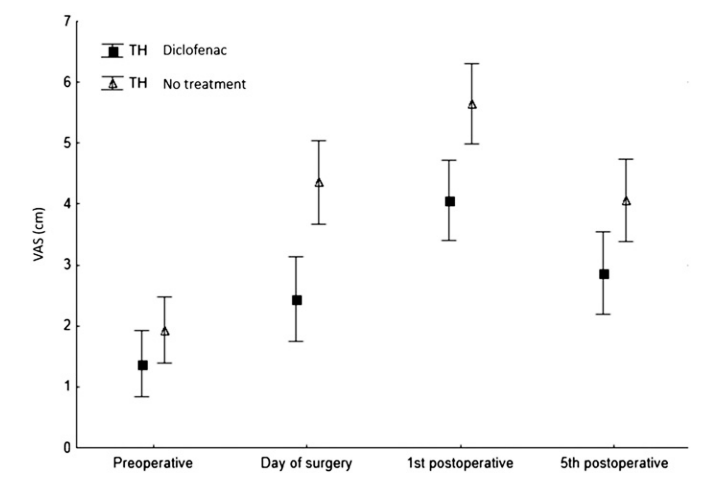 7
TH Diclofenac
6
TH No treatment
5
4
VAS (cm)
3
2
1
0
Preoperative Day of surgery 1st postoperative 5th postoperative